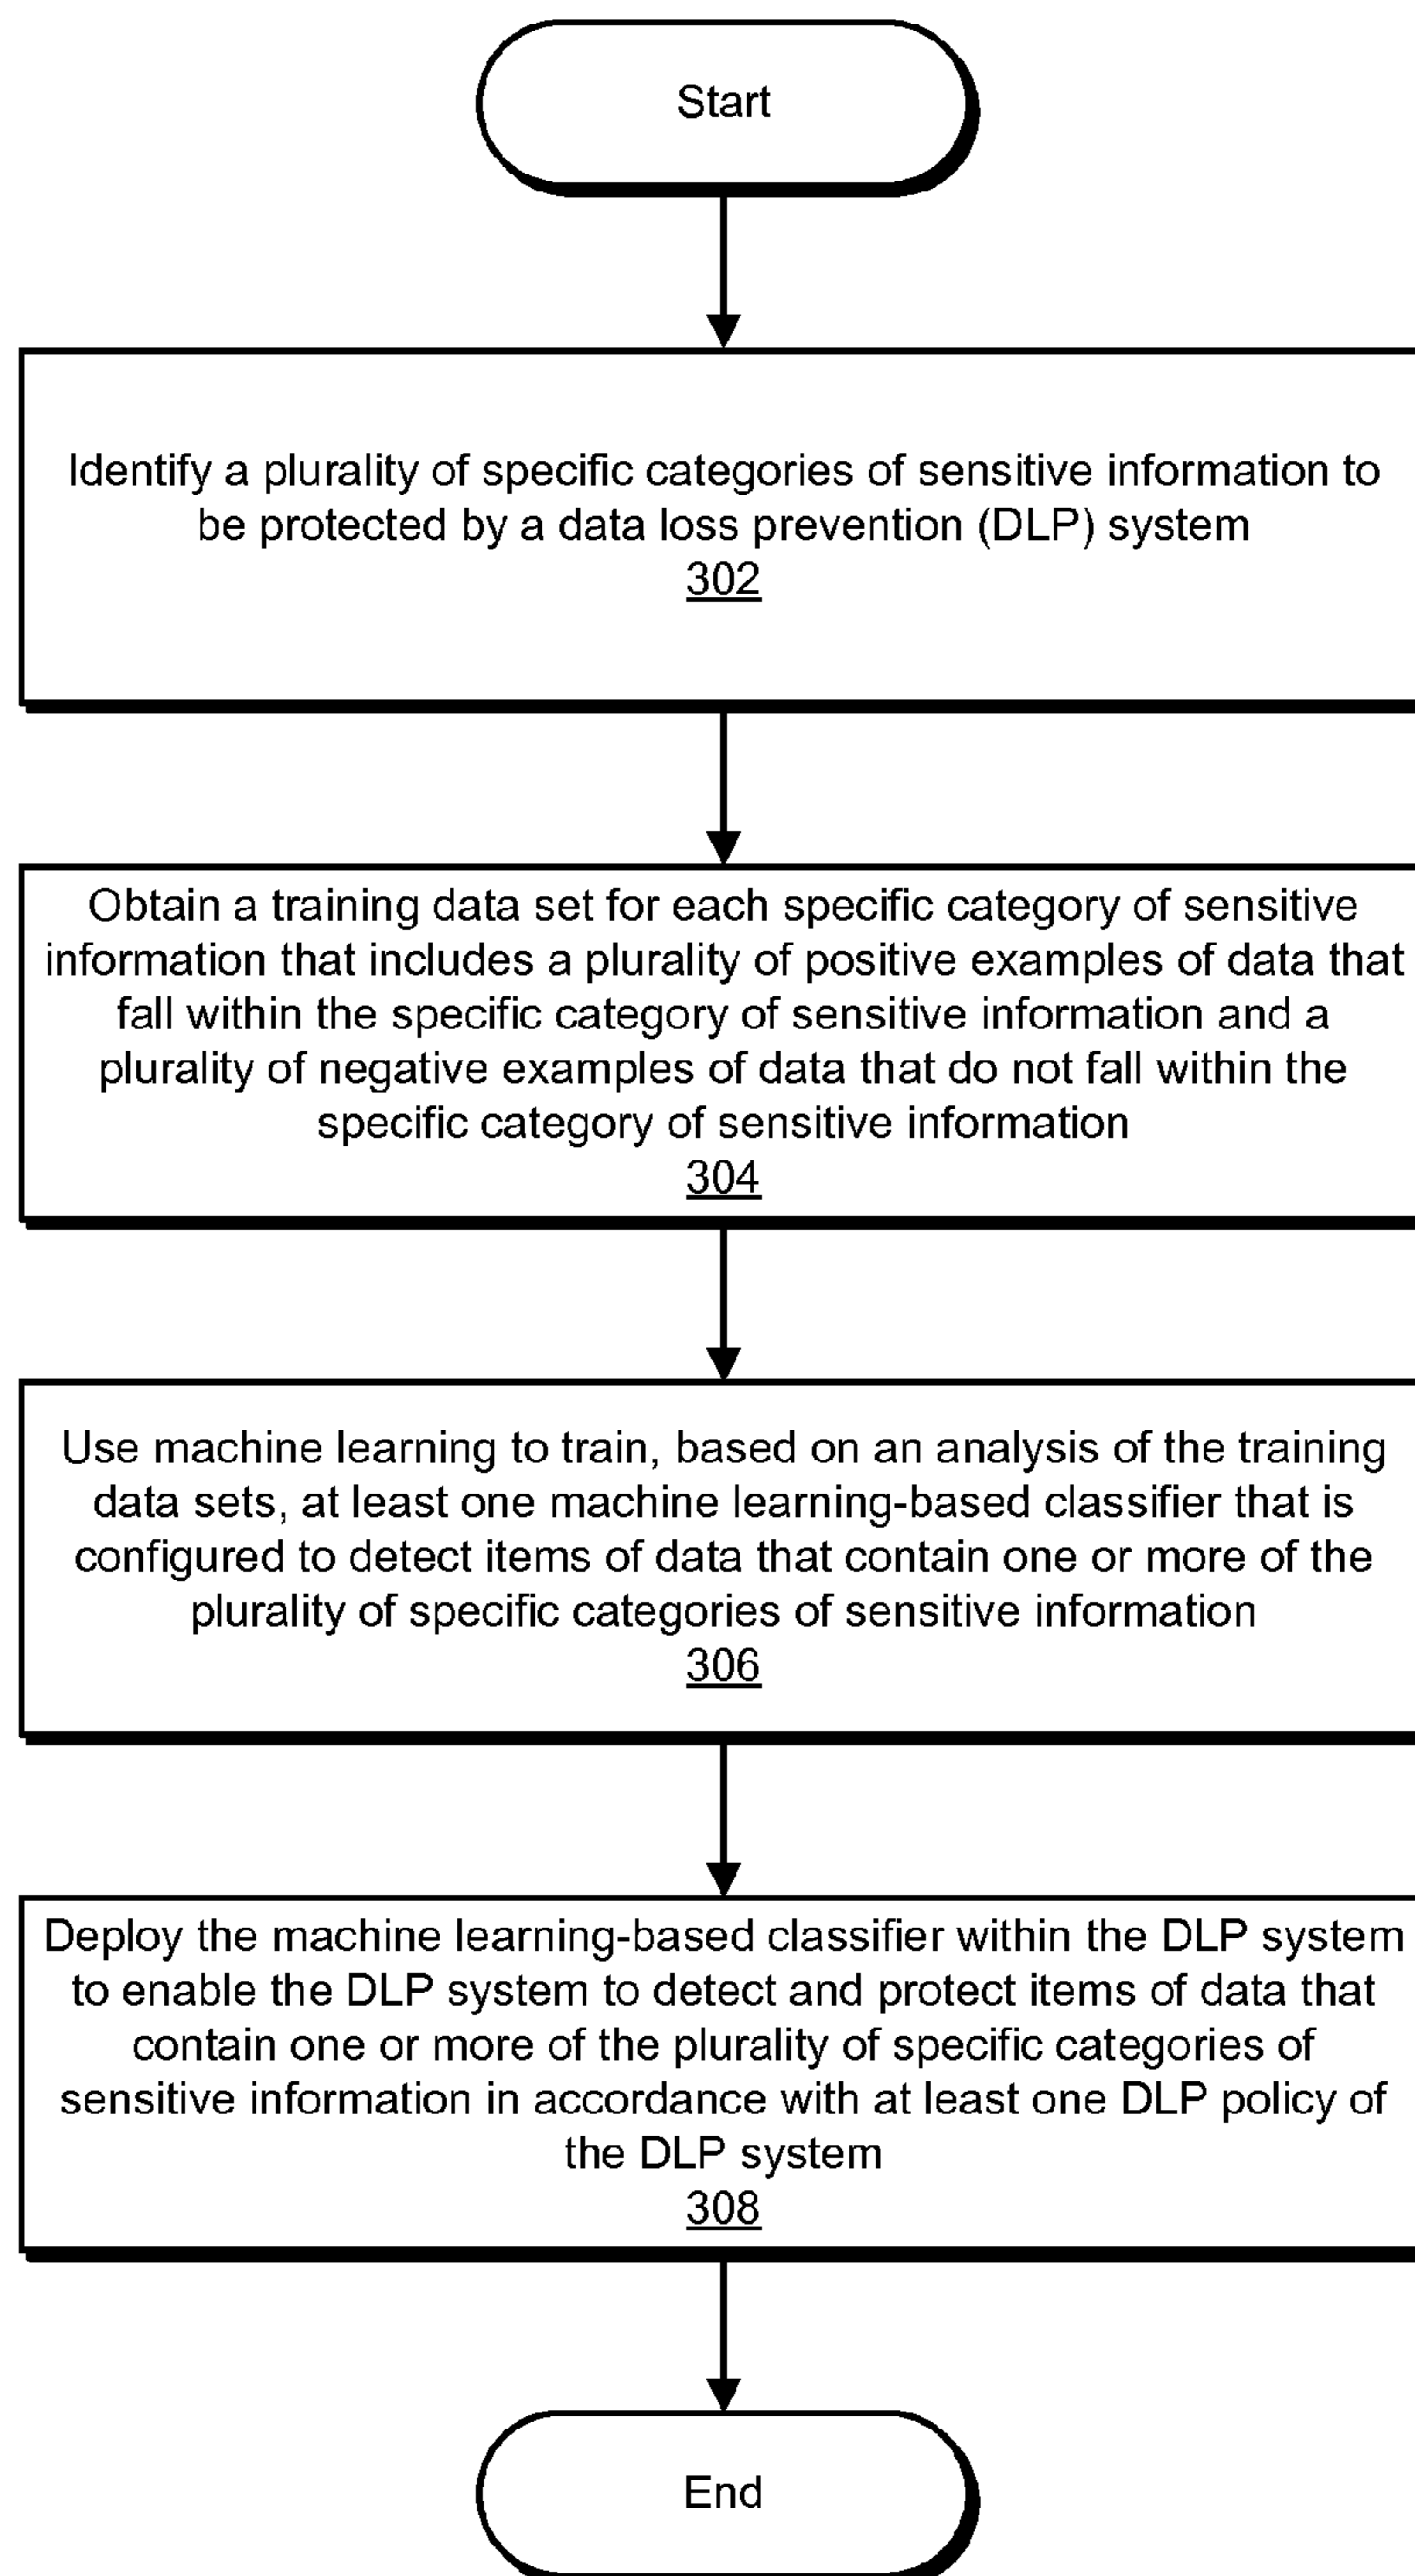 Start
Identify a plurality of specific categories of sensitive information to
be protected by a data loss prevention (DLP) system
302
Obtain a training data set for each specific category of sensitive
information that includes a plurality of positive examples of data that
fall within the specific category of sensitive information and a
plurality of negative examples of data that do not fall within the
specific category of sensitive information
304
Use machine learning to train, based on an analysis of the training
data sets, at least one machine learning-based classifier that is
configured to detect items of data that contain one or more of the
plurality of specific categories of sensitive information
306
Deploy the machine learning-based classifier within the DLP system
to enable the DLP system to detect and protect items of data that
contain one or more of the plurality of specific categories of
sensitive information in accordance with at least one DLP policy of
the DLP system
308
End